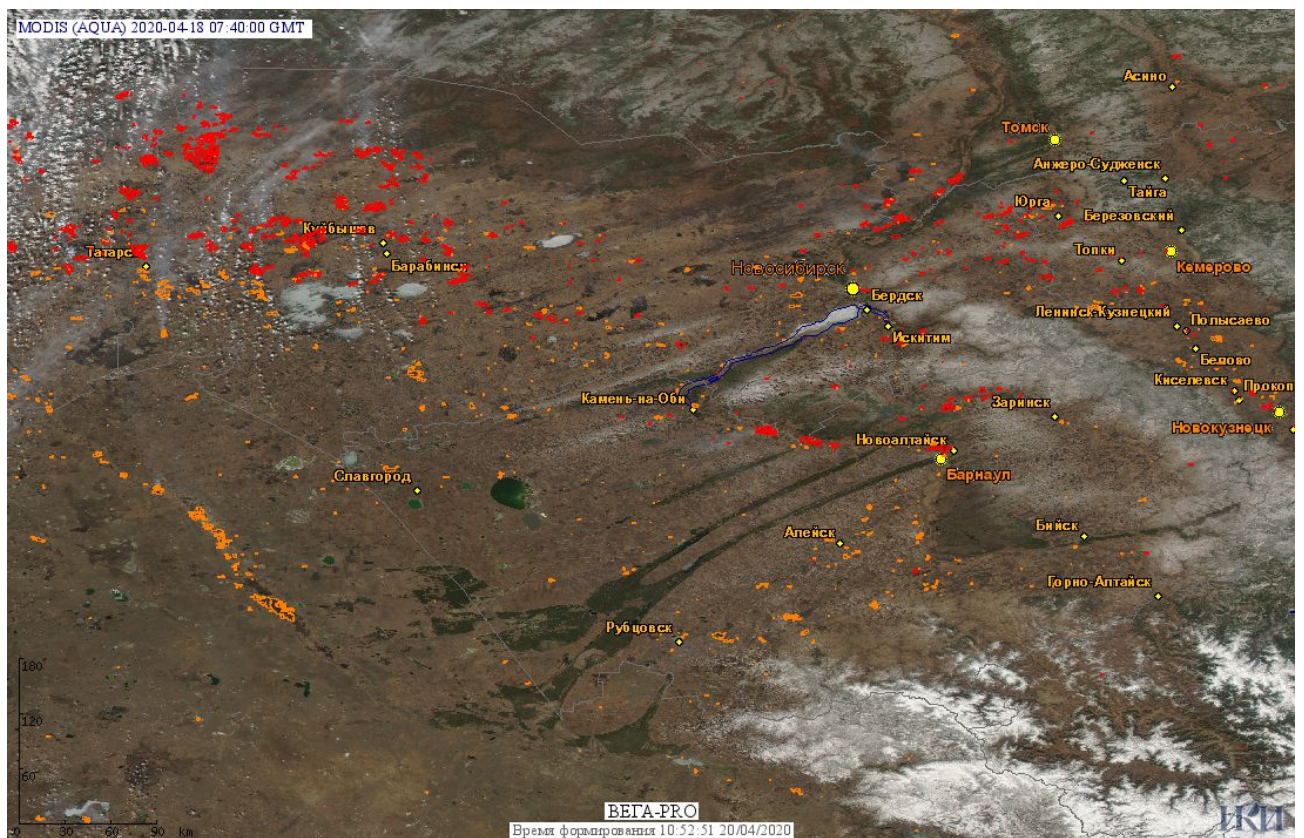 MODIS (AQUA) 2020-04-18 07:40:00 GMT
Асино
Томск
Анжеро-Судженск
Тайга
Юрга
Березовский
Куйбышев
Татарс
Барабинск
Топки
Кемерово
Новосибирск
Бердск
Ленинск-Кузнецкий
Полысаево
Искитим
Белово
Киселевск
Прокоп
Камень-на-Оби
Заринск
Новокузнецк
Новоалтайск
Барнаул
Славгород
Бийск
Алейск
Горно-Алтайск
Рубцовск
180
120
60
0 30 60 90 km
ВЕГА-PRO
Время формирования 10:52:51 20/04/2020
ИКИ